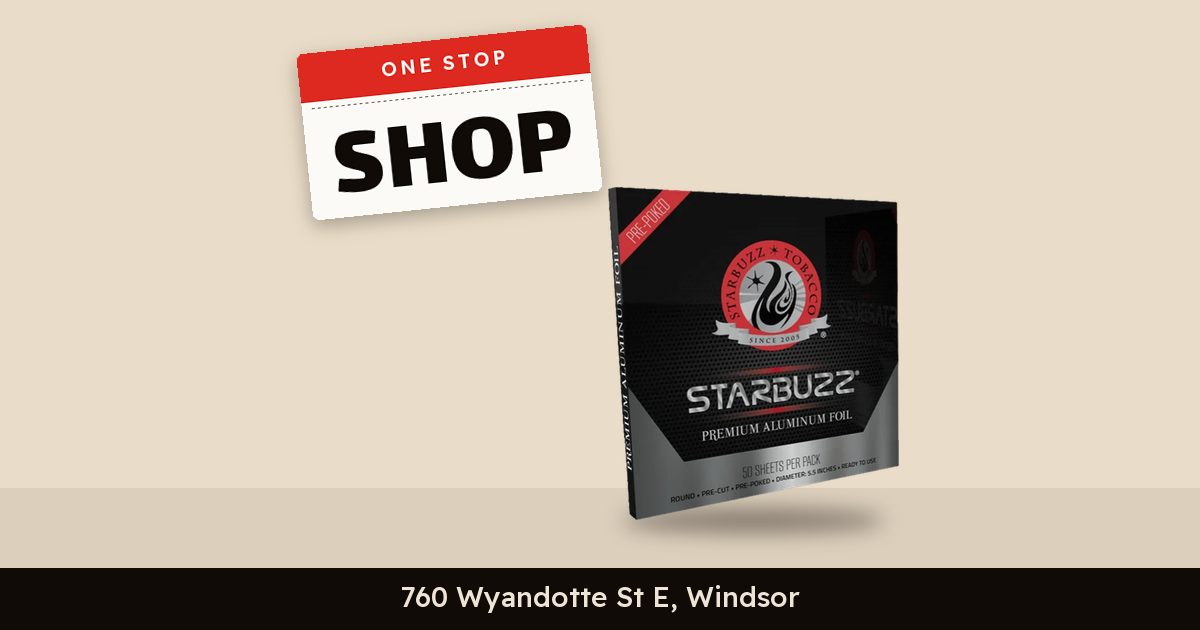 ONE STOP
SHOP
PRE-POKED
STARBUZZ ★ TOBACCO
SINCE 2005
®
STARBUZZ®
PREMIUM ALUMINUM FOIL
50 SHEETS PER PACK
ROUND • PRE-CUT • PRE-POKED • DIAMETER: 5.5 INCHES • READY TO USE
PREMIUM ALUMINUM FOIL
STARBUZZ
760 Wyandotte St E, Windsor